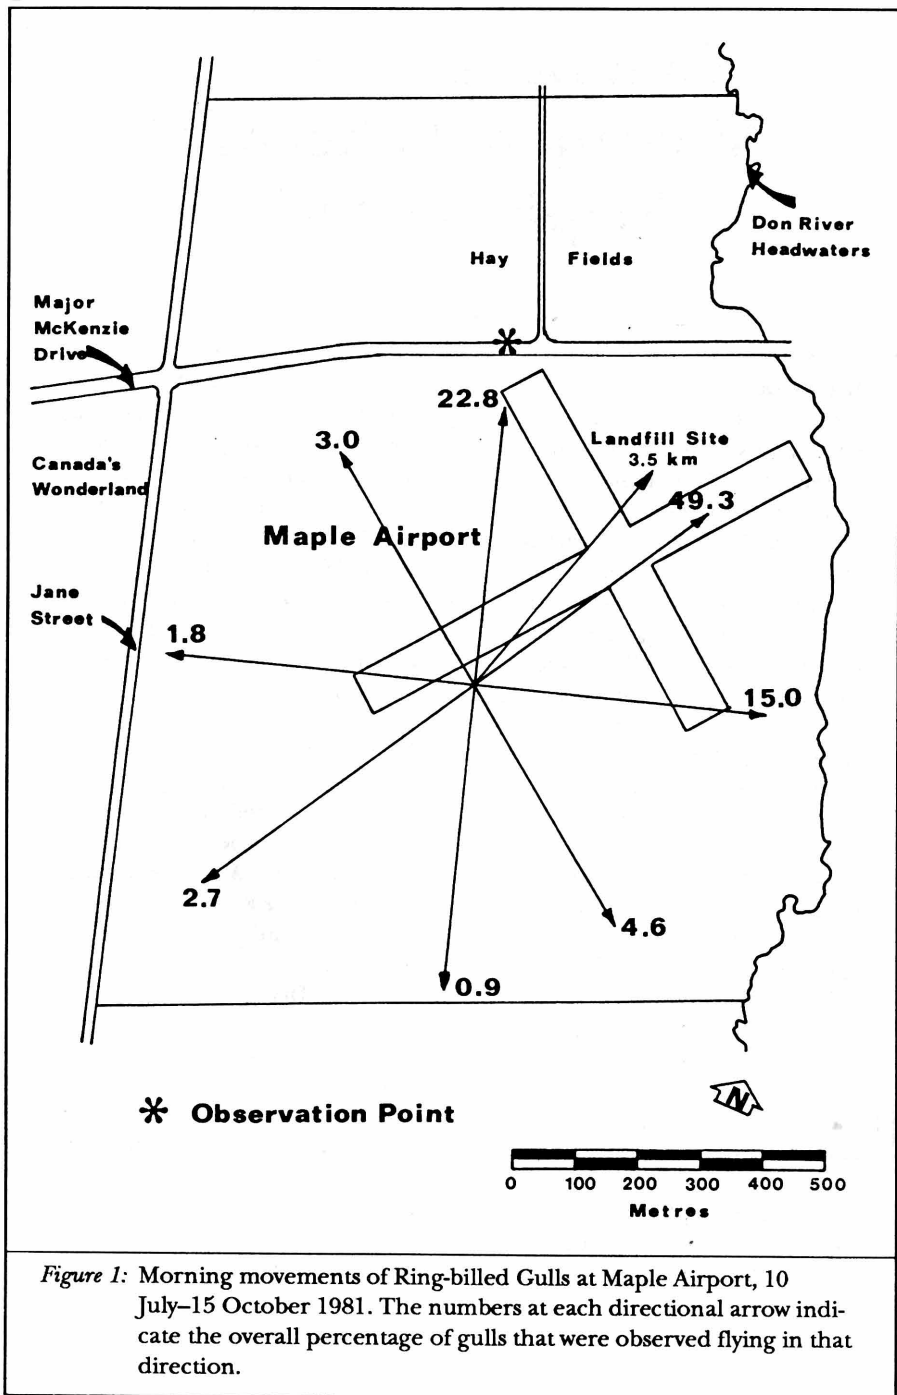 Don River
Headwaters
Hay Fields
Major
McKenzie
Drive
22.8
3.0
Landfill Site
3.5 km
Canada's
Wonderland
49.3
Maple Airport
Jane
Street
1.8
15.0
2.7
4.6
0.9
N
Observation Point
0 100 200 300 400 500
Metres
Figure 1: Morning movements of Ring-billed Gulls at Maple Airport, 10
July–15 October 1981. The numbers at each directional arrow indi-
cate the overall percentage of gulls that were observed flying in that
direction.